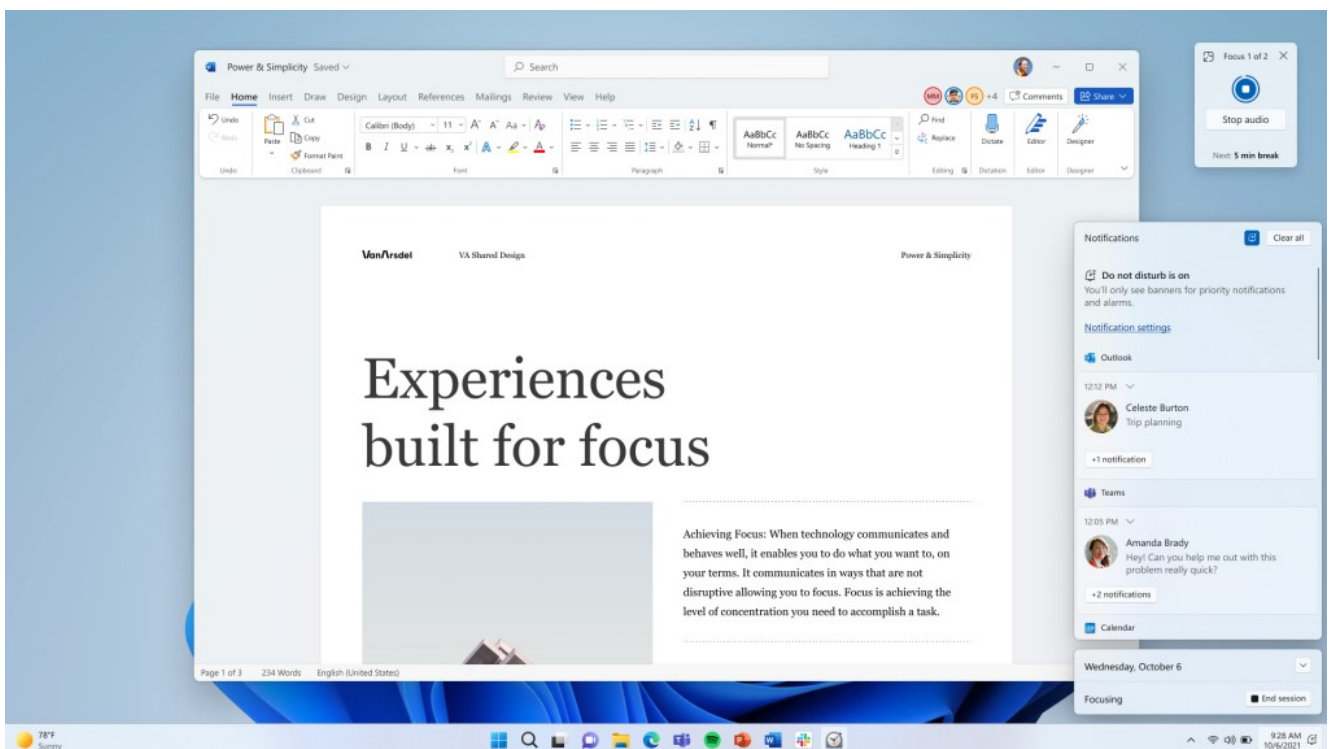 Power & Simplicity Saved
Search
File Home Insert Draw Design Layout References Mailings Review View Help
MM FS +4 Comments Share
Undo
Redo
Paste
Cut
Copy
Format Paint
Calibri (Body) 11
Aa
B I U ab x₂ x² A A
AaBbCc
Normal
AaBbCc
No Spacing
AaBbCc
Heading 1
Find
Replace
Dictate
Editor
Designer
Undo Clipboard Font Paragraph Style Editing Dictation Editor Designer
VanArsdel VA Shared Design Power & Simplicity
Experiences
built for focus
Achieving Focus: When technology communicates and
behaves well, it enables you to do what you want to, on
your terms. It communicates in ways that are not
disruptive allowing you to focus. Focus is achieving the
level of concentration you need to accomplish a task.
Page 1 of 3 234 Words English (United States)
Focus 1 of 2
Stop audio
Next: 5 min break
Notifications Clear all
Do not disturb is on
You'll only see banners for priority notifications
and alarms.
Notification settings
Outlook
12:12 PM
Celeste Burton
Trip planning
+1 notification
Teams
12:05 PM
Amanda Brady
Hey! Can you help me out with this
problem really quick?
+2 notifications
Calendar
Wednesday, October 6
Focusing End session
78°F
Sunny
9:28 AM
10/6/2021